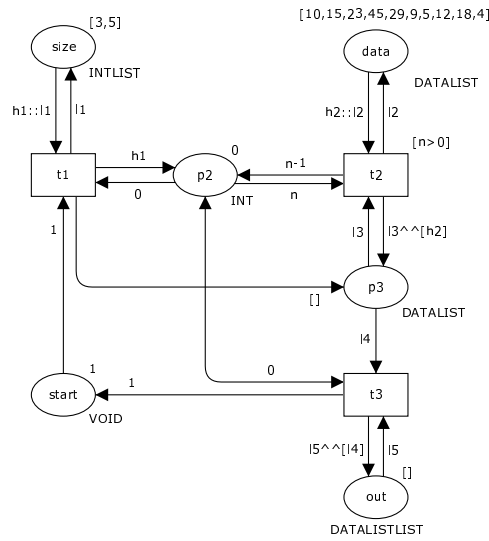 [10,15,23,45,29,9,5,12,18,4]
[3,5]
size
data
INTLIST
DATALIST
h1::l1
l1
h2::l2
l2
[n>0]
h1
0
n-1
t1
p2
t2
0
INT
n
1
l3
l3^^[h2]
[]
p3
DATALIST
l4
1
1
0
start
t3
VOID
l5^^[l4]
l5
[]
out
DATALISTLIST